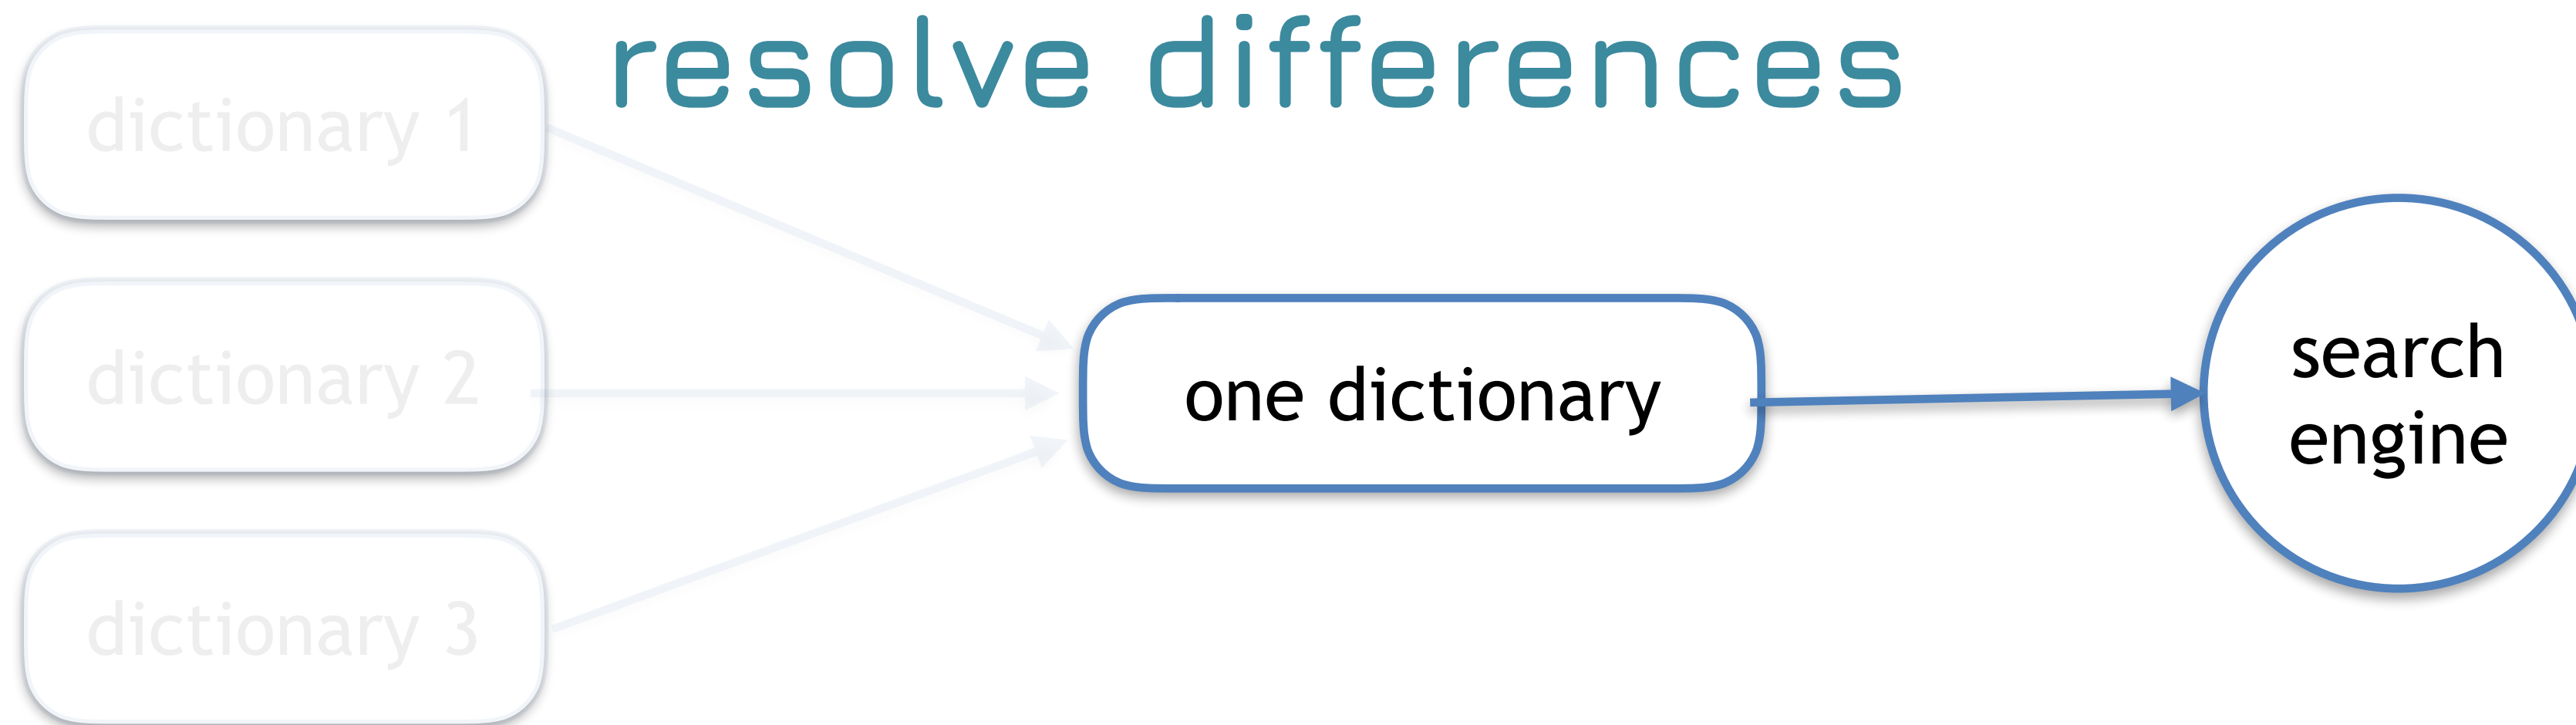 resolve differences
dictionary 1
dictionary 2
dictionary 3
one dictionary
search
engine